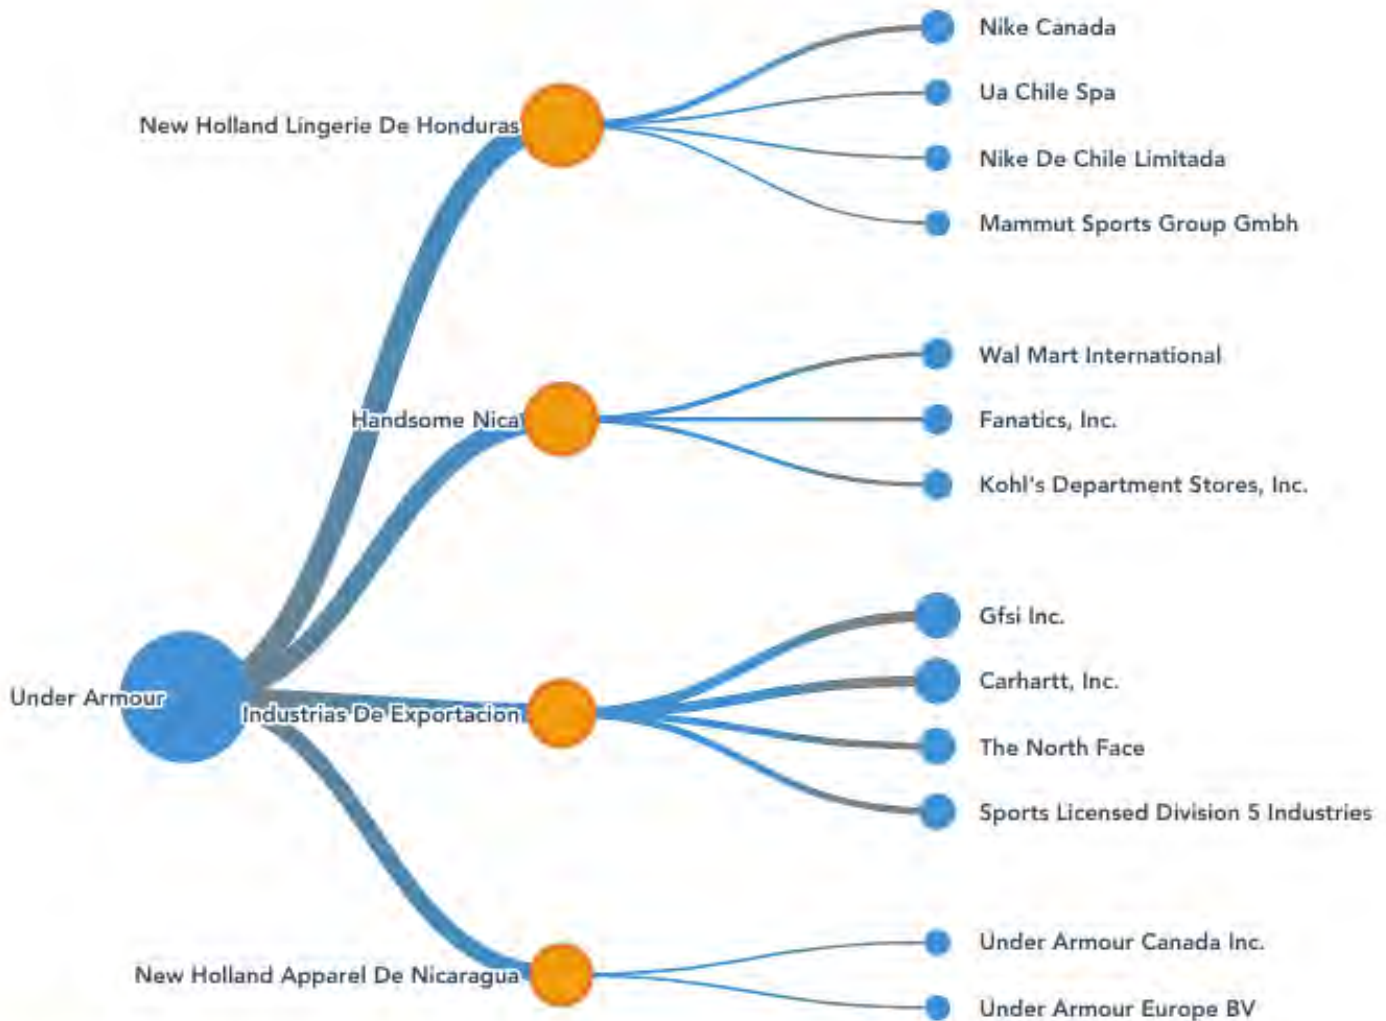 Nike Canada
Ua Chile Spa
New Holland Lingerie De Honduras
Nike De Chile Limitada
Mammut Sports Group Gmbh
Wal Mart International
Handsome Nica
Fanatics, Inc.
Kohl's Department Stores, Inc.
Gfsi Inc.
Carhartt, Inc.
Under Armour
Industrias De Exportacion
The North Face
Sports Licensed Division 5 Industries
Under Armour Canada Inc.
New Holland Apparel De Nicaragua
Under Armour Europe BV